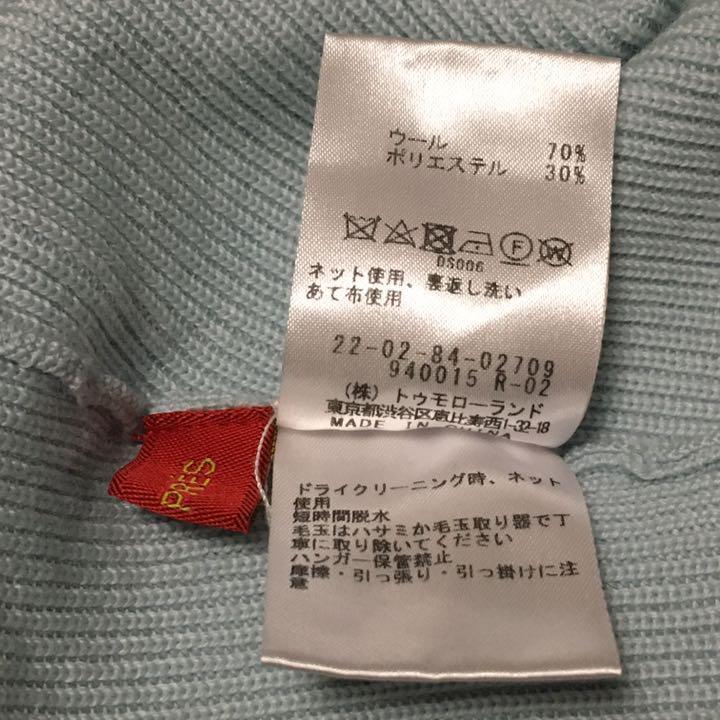 ウール 70%
ポリエステル 30%
F W
DS006
ネット使用、裏返し洗い
あて布使用
22-02-84-02709
940015 R-02
(株) トゥモローランド
東京都渋谷区恵比寿西1-32-18
MADE IN CHINA
PRES
ドライクリーニング時、ネット
使用
短時間脱水
毛玉はハサミか毛玉取り器で丁
寧に取り除いてください
ハンガー保管禁止
摩擦・引っ張り・引っ掛けに注
意